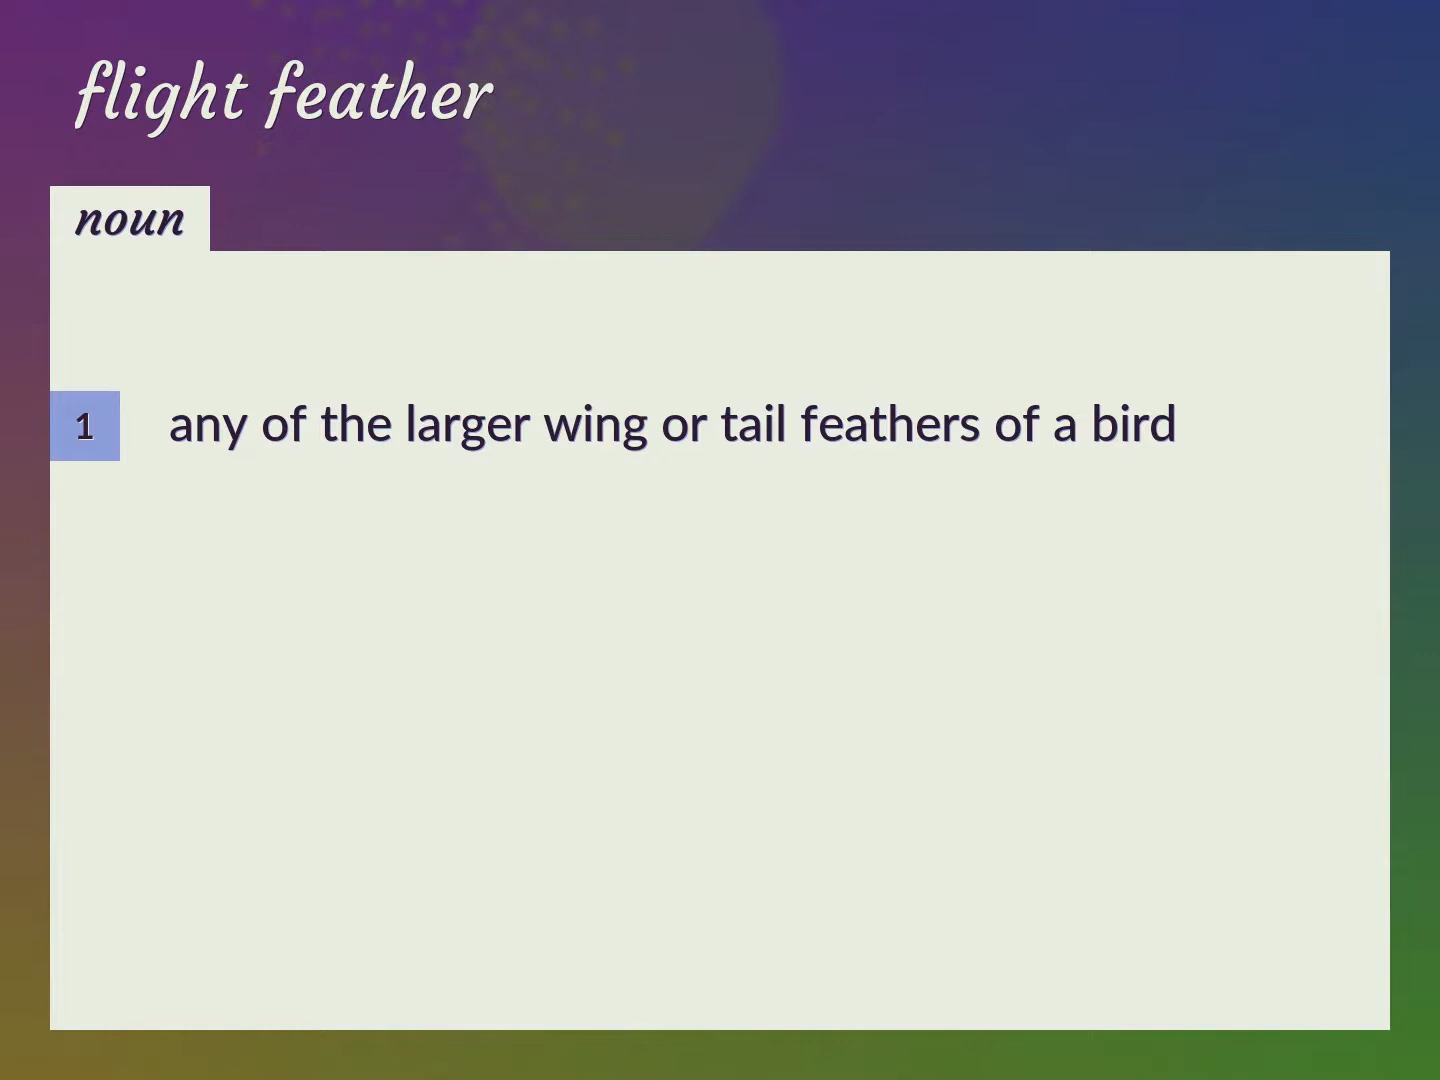 flight feather
noun
1 any of the larger wing or tail feathers of a bird